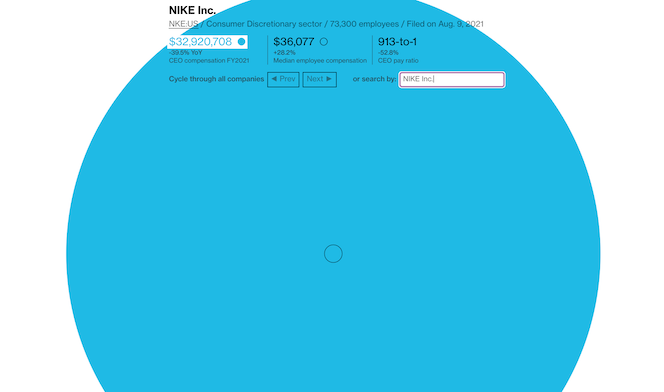 NIKE Inc.
NKE:US / Consumer Discretionary sector / 73,300 employees / Filed on Aug. 9, 2021
$32,920,708 $36,077 913-to-1
-39.5% YoY +28.2% -52.8%
CEO compensation FY2021 Median employee compensation CEO pay ratio
Cycle through all companies ◀ Prev Next ▶ or search by: NIKE Inc.